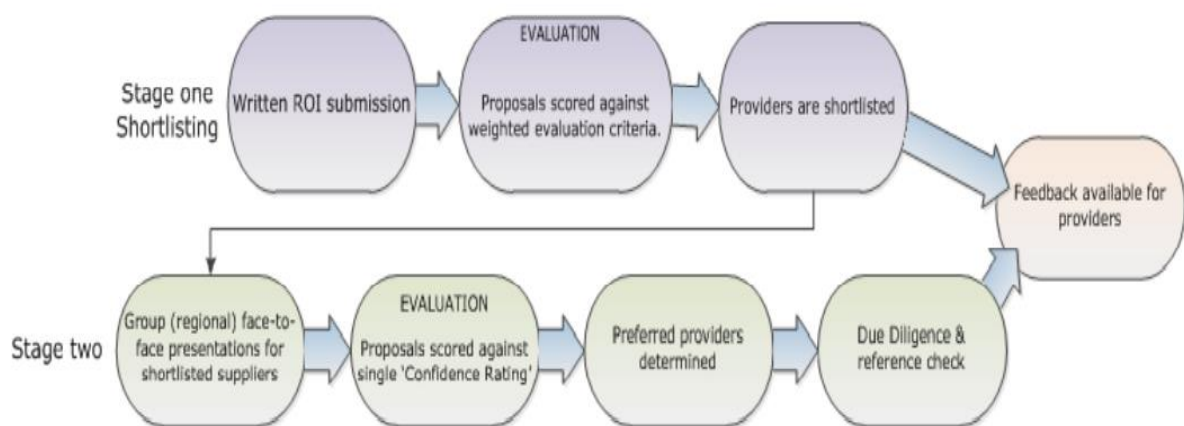 Stage one
Shortlisting
Written ROI submission
EVALUATION
Proposals scored against
weighted evaluation criteria.
Providers are shortlisted
Feedback available for
providers
Stage two
Group (regional) face-to-
face presentations for
shortlisted suppliers
EVALUATION
Proposals scored against
single 'Confidence Rating'
Preferred providers
determined
Due Diligence &
reference check